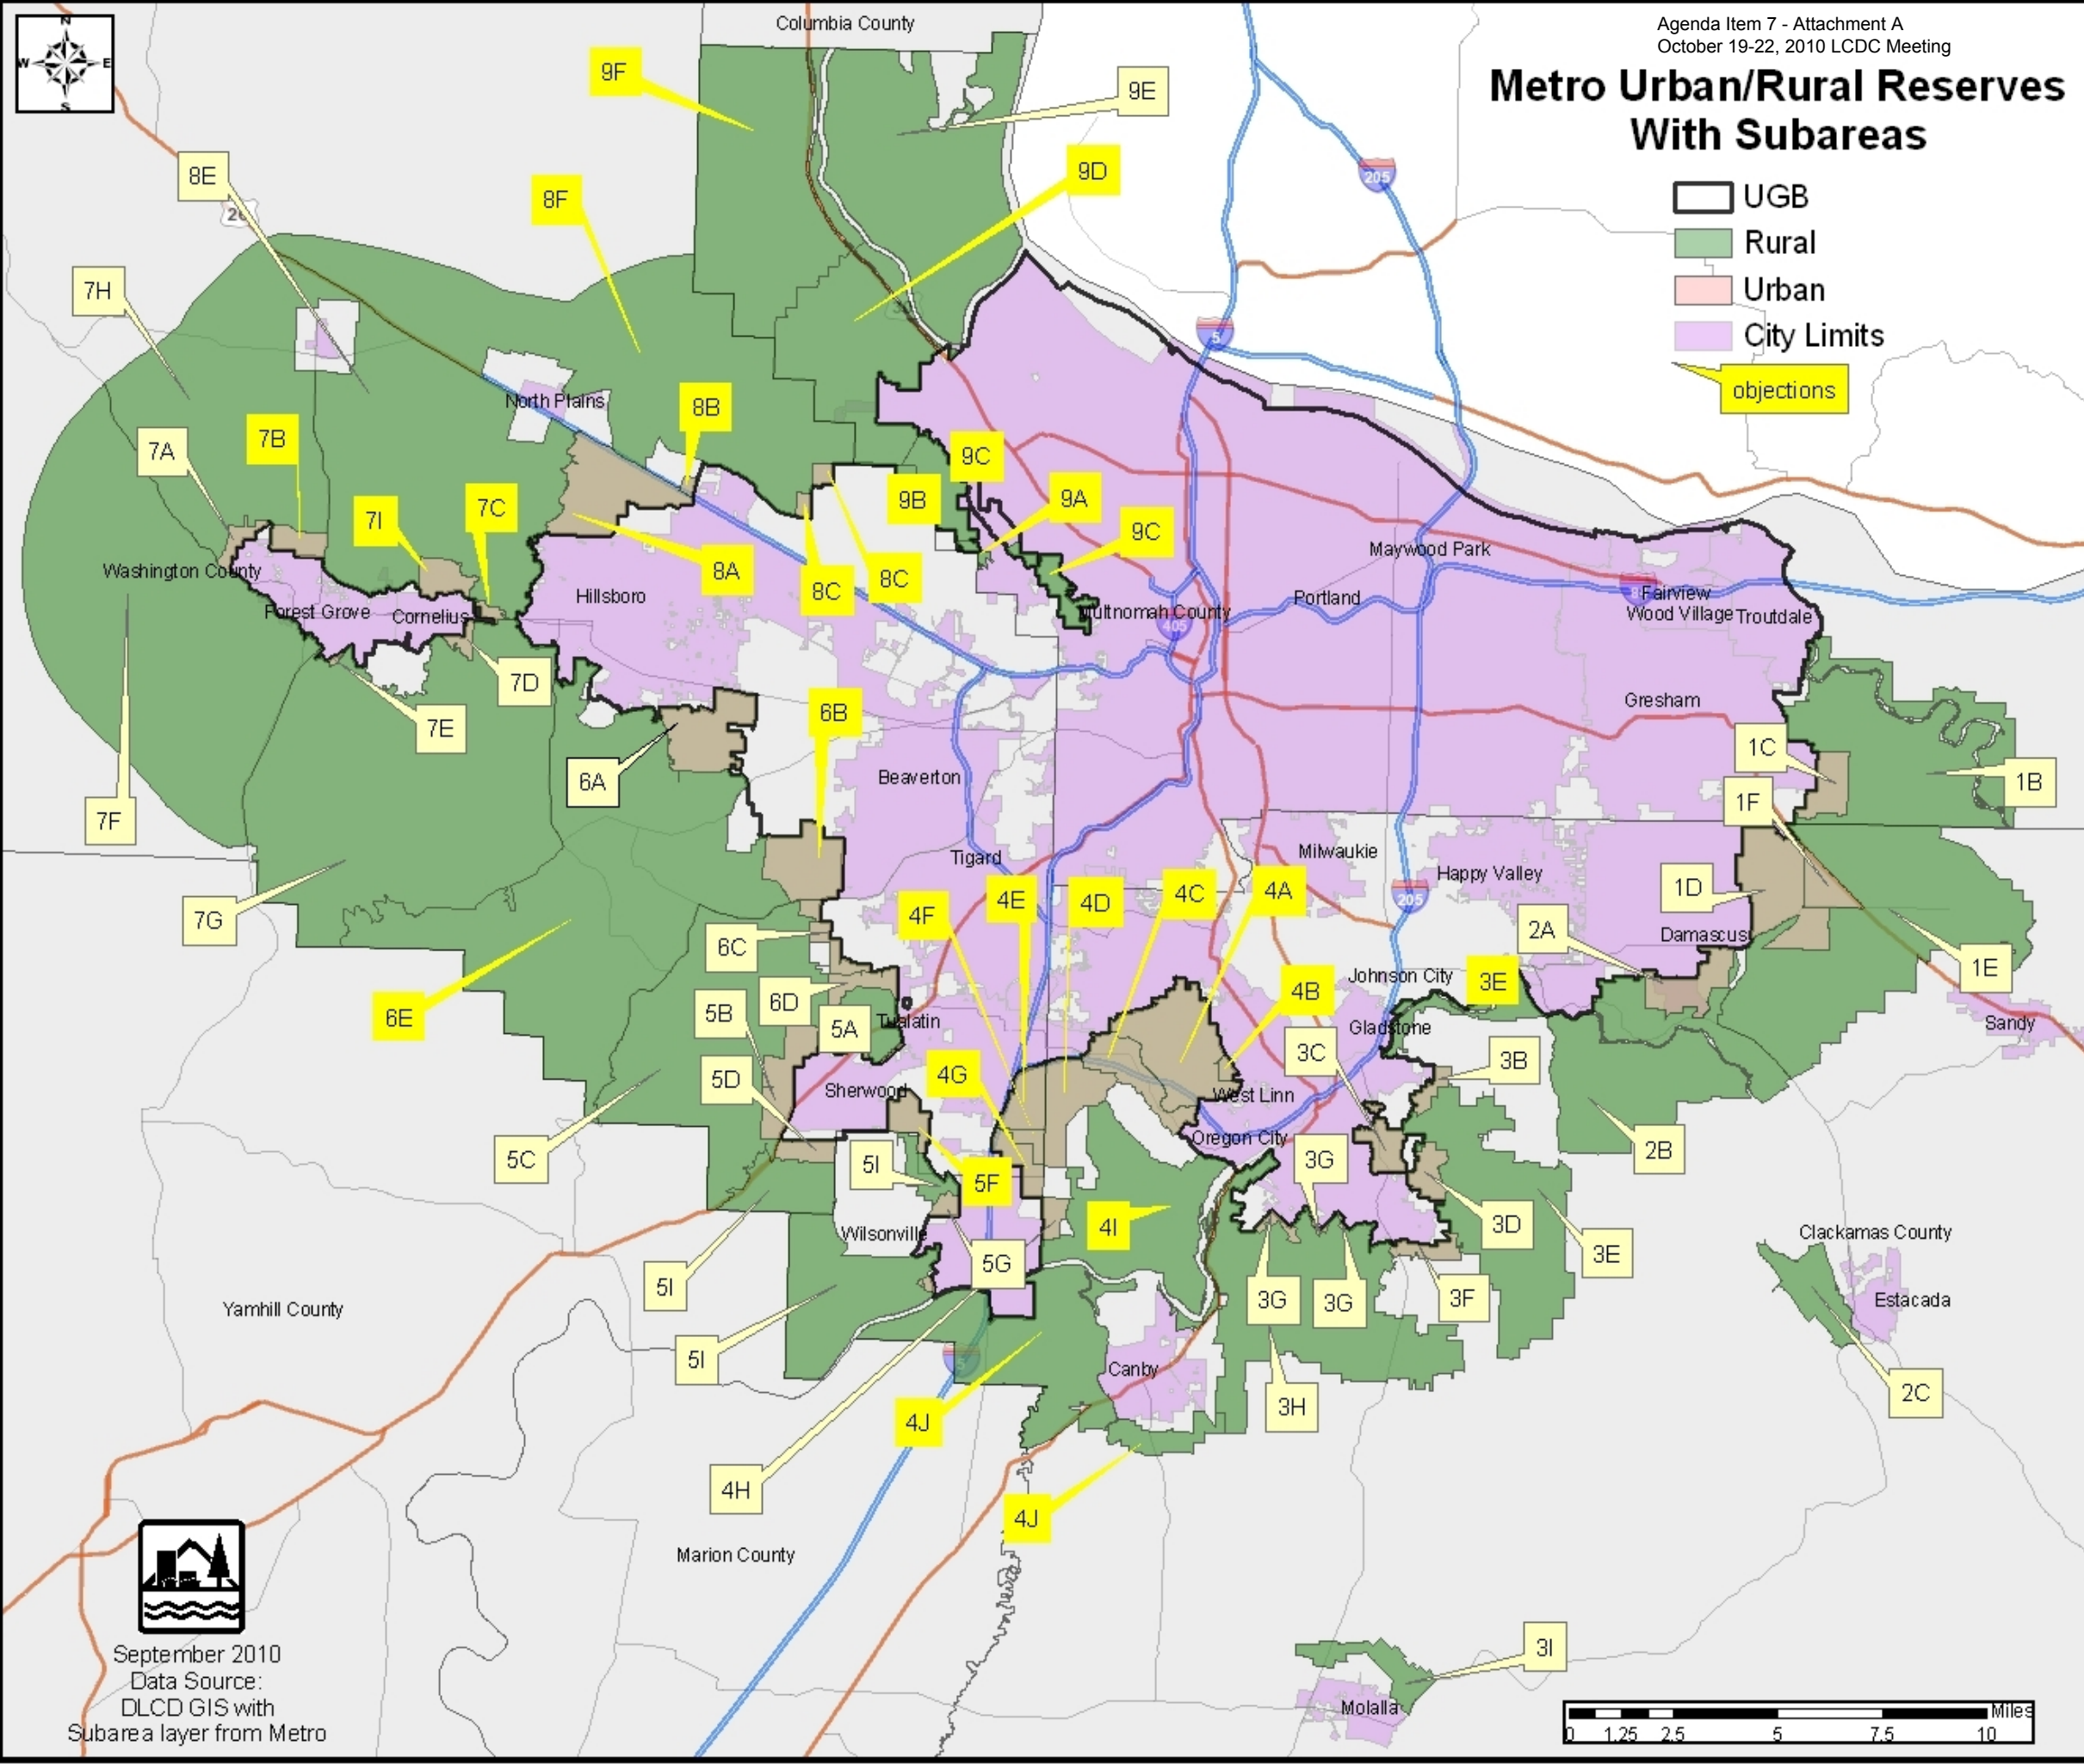 Agenda Item 7 - Attachment A
October 19-22, 2010 LCDC Meeting
Metro Urban/Rural Reserves
With Subareas
UGB
Rural
Urban
City Limits
objections
N
W E
S
Columbia County
9F
9E
8E
26
8F
9D
205
7H
5
North Plains
8B
7A
7B
9C
7I
7C
9B
9A
9C
Maywood Park
8A
8C
8C
Washington County
Hillsboro
Forest Grove
Cornelius
Multnomah County
405
Portland
Fairview
Wood Village
Troutdale
7D
7E
6B
Gresham
1C
6A
Beaverton
1B
7F
1F
Tigard
Milwaukie
Happy Valley
7G
4F
4E
4D
4C
4A
205
1D
2A
Damascus
6C
Johnson City
3E
1E
6E
5B
6D
5A
Tualatin
4B
Gladstone
Sandy
5D
Sherwood
4G
3C
3B
West Linn
5C
5I
5F
Oregon City
3G
2B
Wilsonville
4I
3D
Clackamas County
5I
5G
3E
Yamhill County
3G
3G
3F
Estacada
5I
Canby
4J
3H
2C
4H
4J
Marion County
3I
Molalla
September 2010
Data Source:
DLCD GIS with
Subarea layer from Metro
Miles
0 1.25 2.5 5 7.5 10